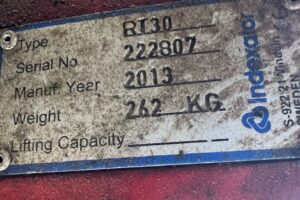 Type RT30
Serial No 222807
Manuf. Year 2013
Weight 262 KG
Lifting Capacity
Indexator